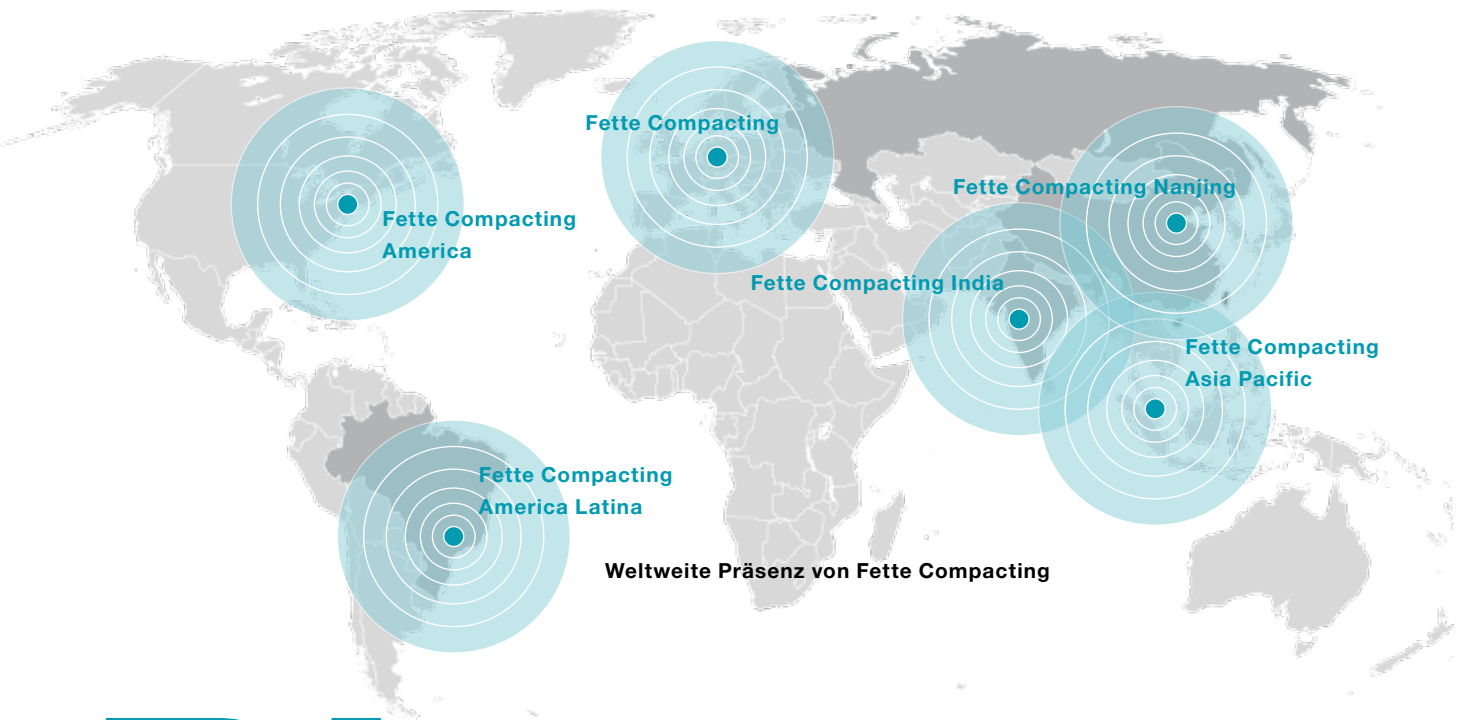 Fette Compacting
Fette Compacting Nanjing
Fette Compacting
America
Fette Compacting India
Fette Compacting
Asia Pacific
Fette Compacting
America Latina
Weltweite Präsenz von Fette Compacting